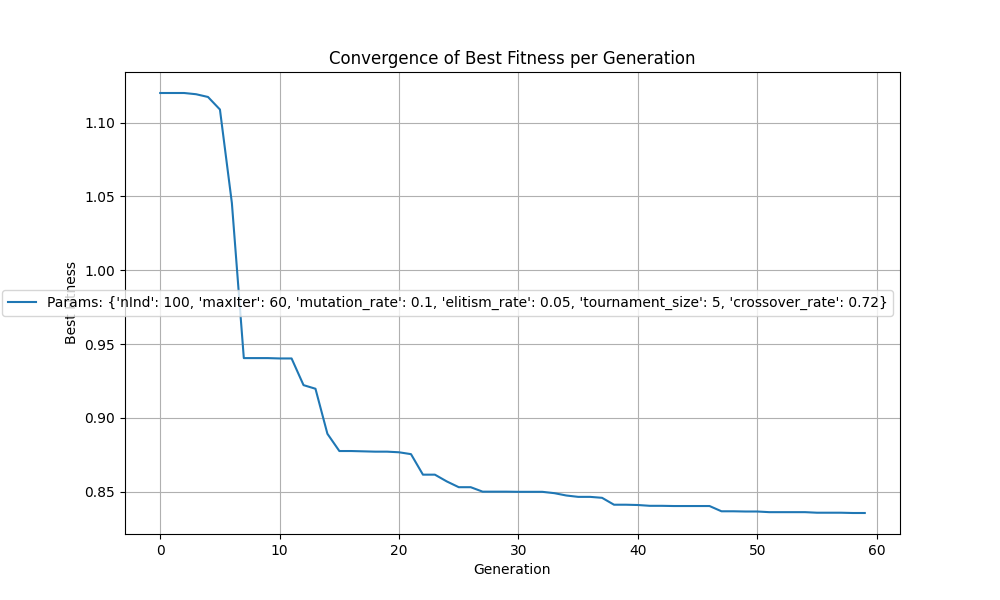 Convergence of Best Fitness per Generation
1.10
1.05
1.00
0.95
0.90
0.85
Best
ness
Params: {'nInd': 100, 'maxIter': 60, 'mutation_rate': 0.1, 'elitism_rate': 0.05, 'tournament_size': 5, 'crossover_rate': 0.72}
0 10 20 30 40 50 60
Generation